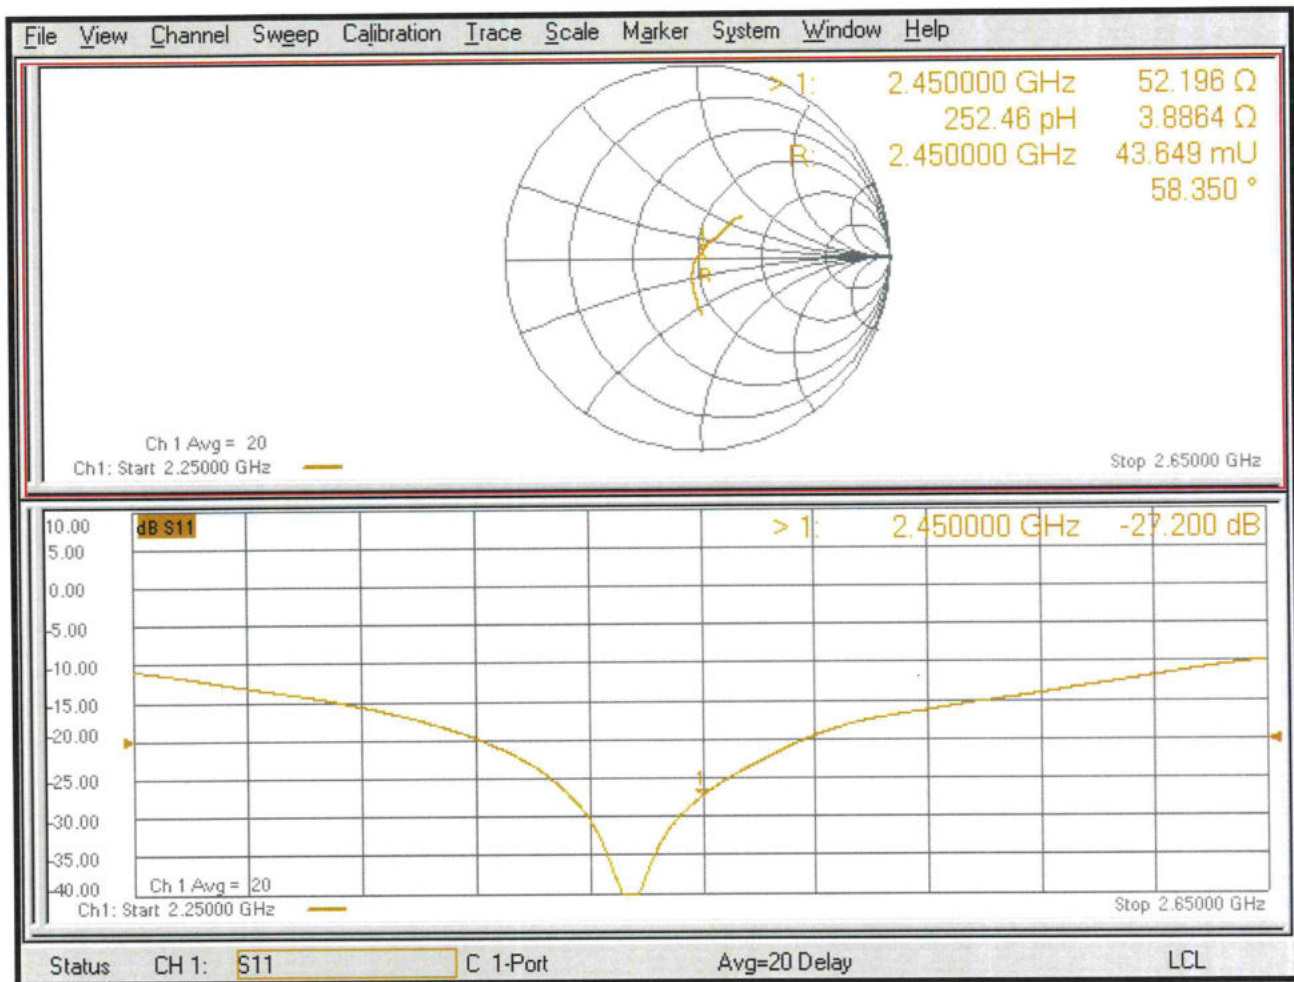 File View Channel Sweep Calibration Trace Scale Marker System Window Help
> 1: 2.450000 GHz 52.196 Ω
252.46 pH 3.8864 Ω
R: 2.450000 GHz 43.649 mU
58.350 °
R
Ch 1 Avg = 20
Ch1: Start 2.25000 GHz
Stop 2.65000 GHz
10.00
dB S11
> 1: 2.450000 GHz -27.200 dB
5.00
0.00
-5.00
-10.00
-15.00
-20.00
-25.00
1
-30.00
-35.00
-40.00
Ch 1 Avg = 20
Ch1: Start 2.25000 GHz
Stop 2.65000 GHz
Status CH 1: S11 C 1-Port Avg=20 Delay LCL